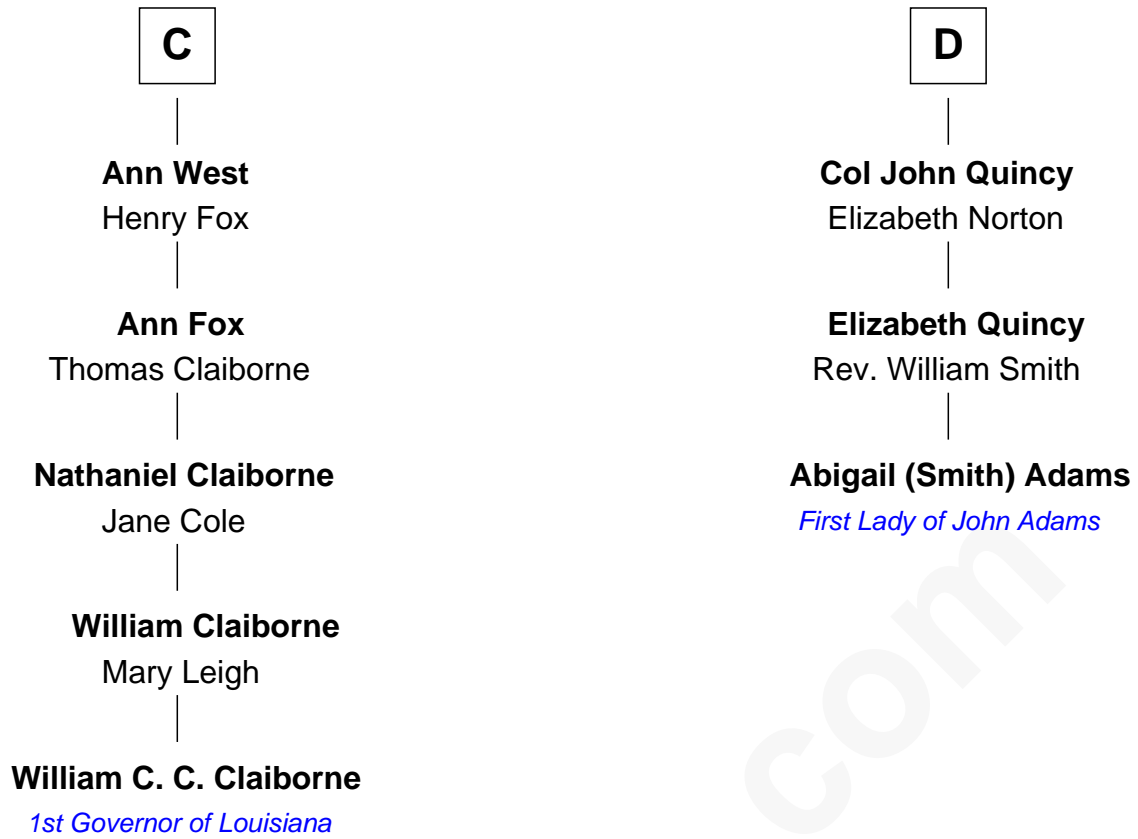 C
Ann West
Henry Fox
Ann Fox
Thomas Claiborne
Nathaniel Claiborne
Jane Cole
William Claiborne
Mary Leigh
William C. C. Claiborne
1st Governor of Louisiana
D
Col John Quincy
Elizabeth Norton
Elizabeth Quincy
Rev. William Smith
Abigail (Smith) Adams
First Lady of John Adams
com